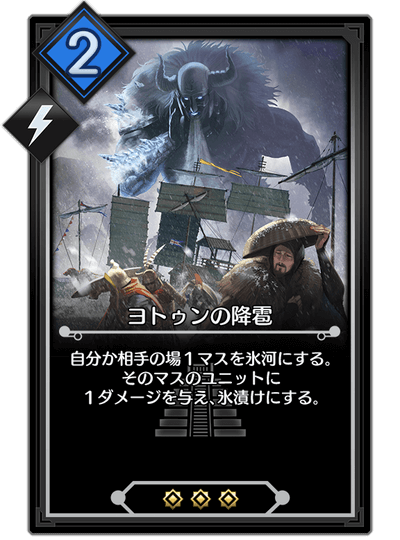 2
ヨトゥンの降雹
自分か相手の場1マスを氷河にする。
そのマスのユニットに
1ダメージを与え、氷漬けにする。